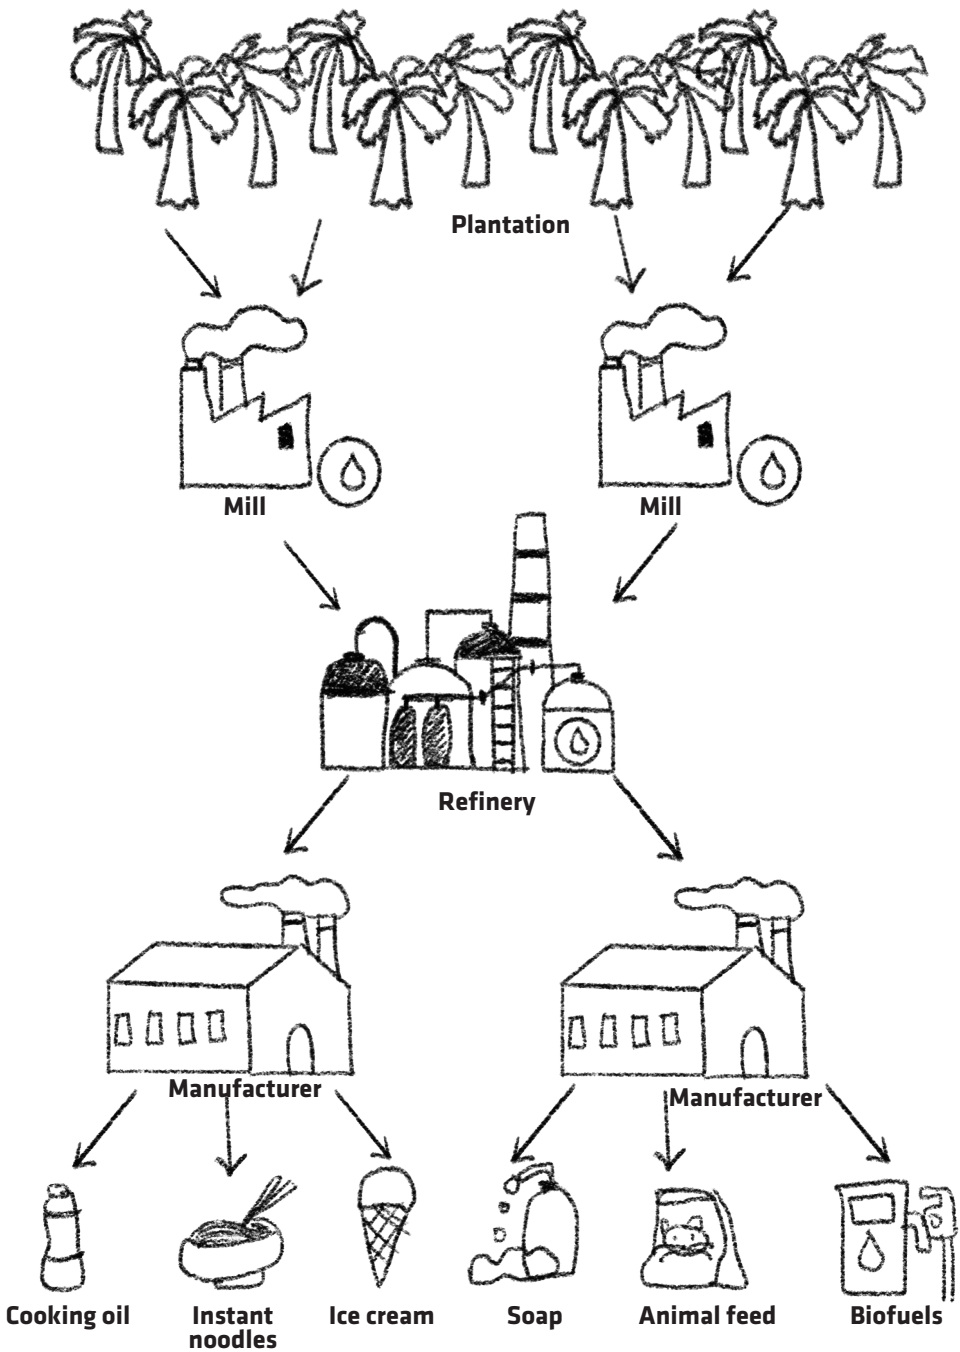 Plantation
Mill
Mill
Refinery
Manufacturer
Manufacturer
Cooking oil
Instant
noodles
Ice cream
Soap
Animal feed
Biofuels